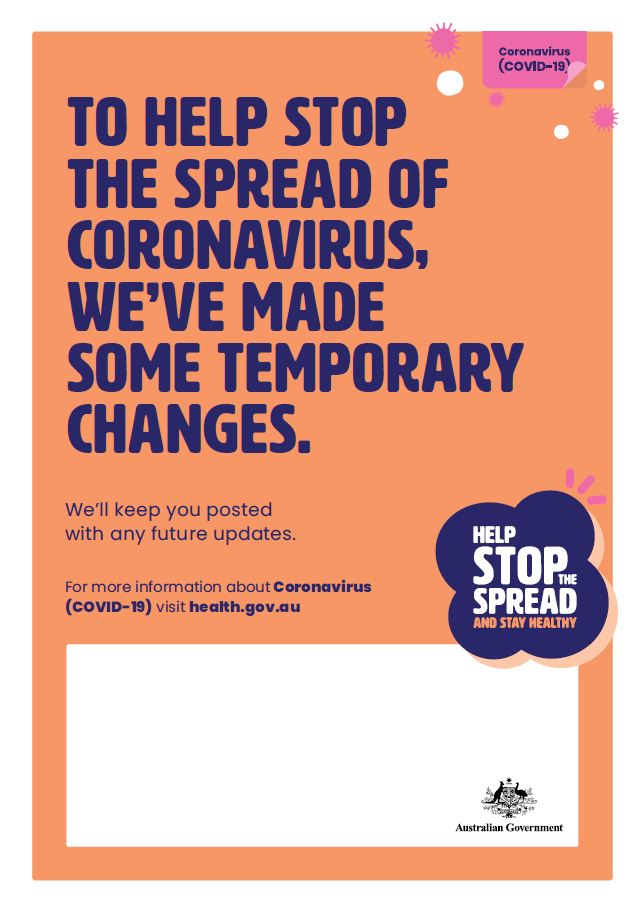 Coronavirus
(COVID-19)
TO HELP STOP
THE SPREAD OF
CORONAVIRUS,
WE'VE MADE
SOME TEMPORARY
CHANGES.
We'll keep you posted
with any future updates.
For more information about Coronavirus
(COVID-19) visit health.gov.au
HELP
STOP THE
SPREAD
AND STAY HEALTHY
Australian Government